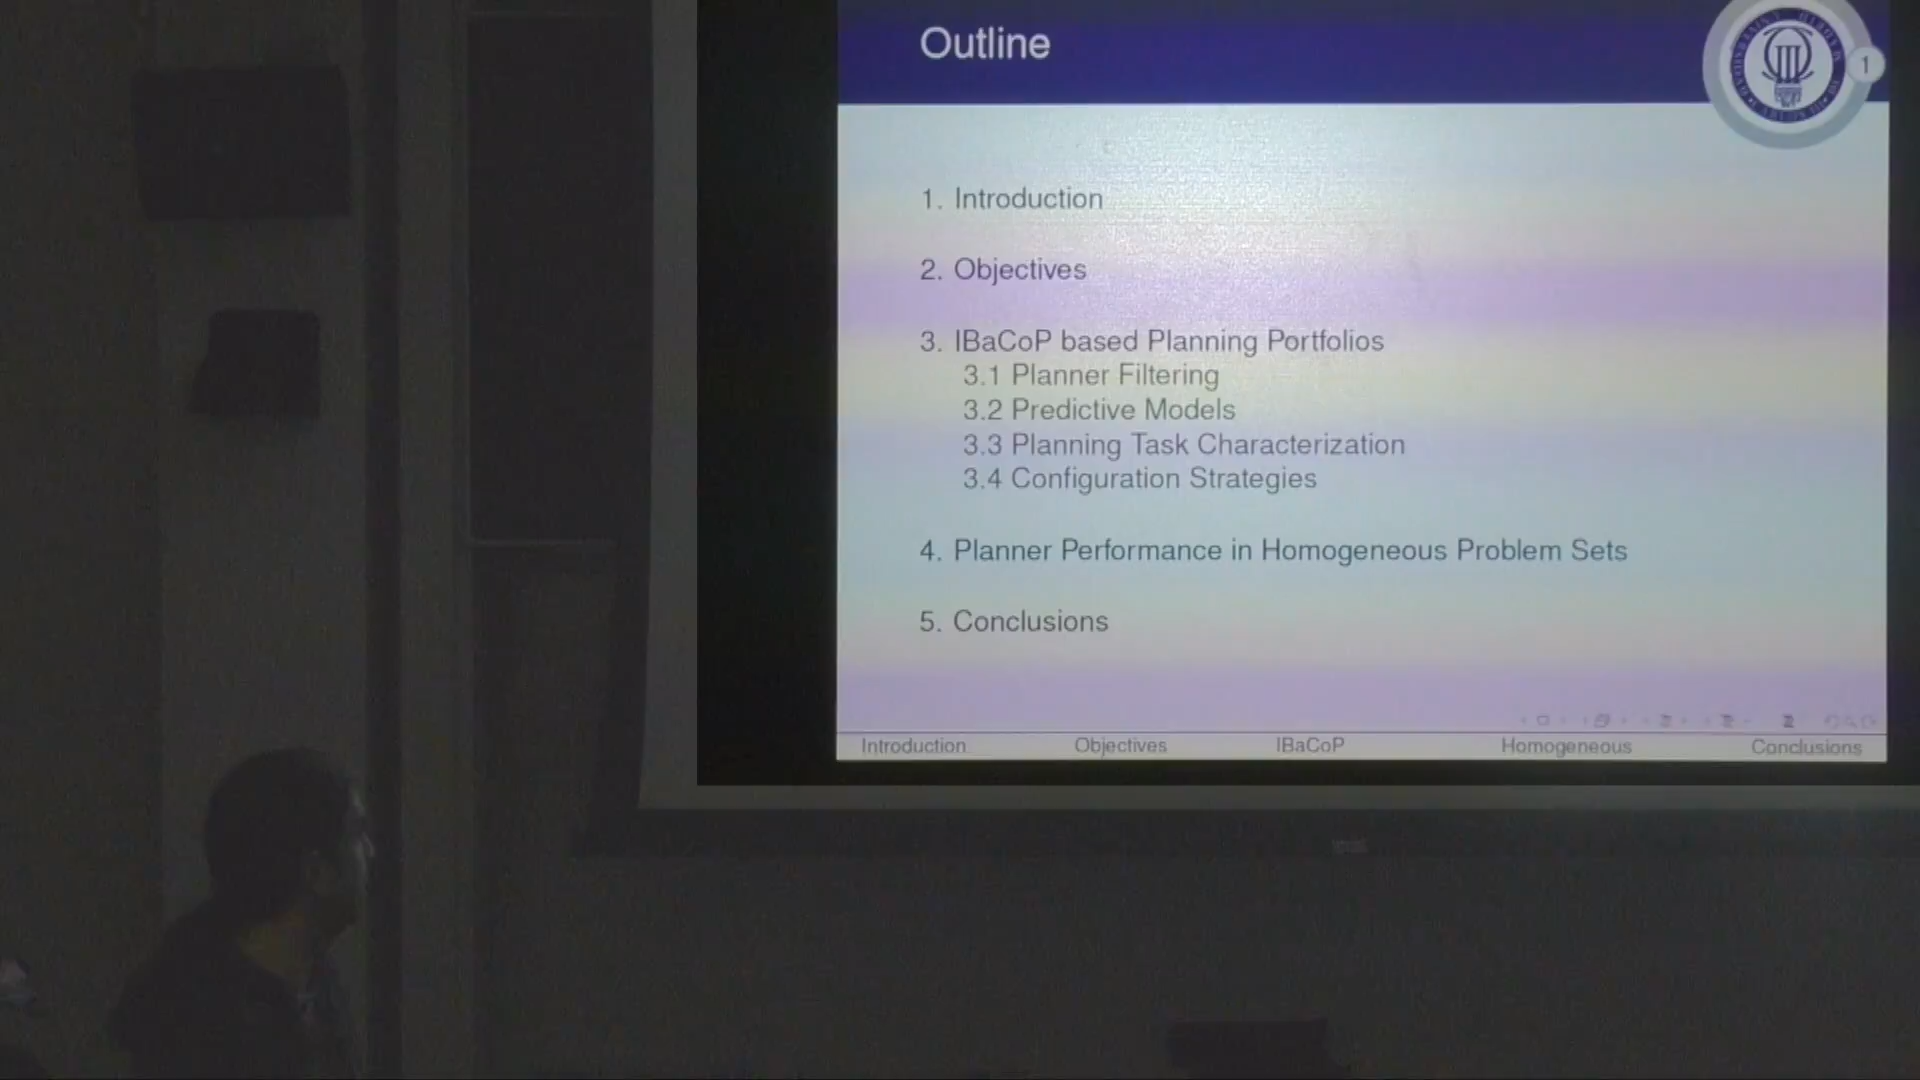 Outline
1
1. Introduction
2. Objectives
3. IBaCoP based Planning Portfolios
3.1 Planner Filtering
3.2 Predictive Models
3.3 Planning Task Characterization
3.4 Configuration Strategies
4. Planner Performance in Homogeneous Problem Sets
5. Conclusions
Introduction Objectives IBaCoP Homogeneous Conclusions